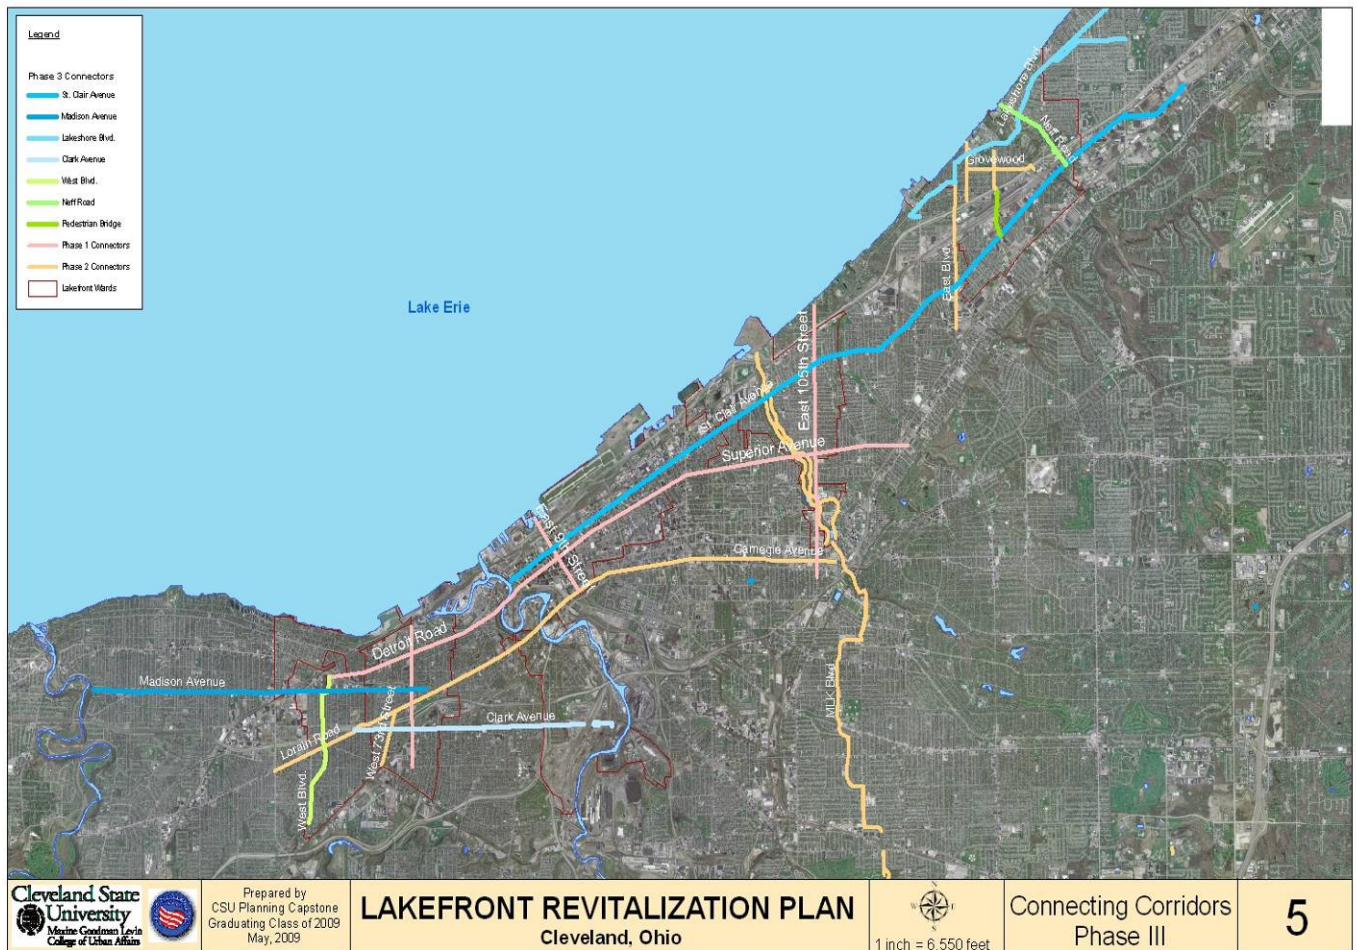 Legend
Phase 3 Connectors
St. Clair Avenue
Madison Avenue
Lakeshore Blvd.
Clark Avenue
West Blvd.
Neff Road
Pedestrian Bridge
Phase 1 Connectors
Phase 2 Connectors
Lakefront Wards
Lake Erie
Lakeshore Blvd.
Neff Road
Grovewood
East Blvd.
East 105th Street
St. Clair Avenue
Superior Avenue
East 9th Street
Carnegie Avenue
Detroit Road
Madison Avenue
Clark Avenue
West 73rd Street
Lorain Road
West Blvd.
MLK Blvd
Cleveland State
University
Maxine Goodman Levin
College of Urban Affairs
Prepared by
CSU Planning Capstone
Graduating Class of 2009
May, 2009
LAKEFRONT REVITALIZATION PLAN
Cleveland, Ohio
N
W
E
S
1 inch = 6,550 feet
Connecting Corridors
Phase III
5